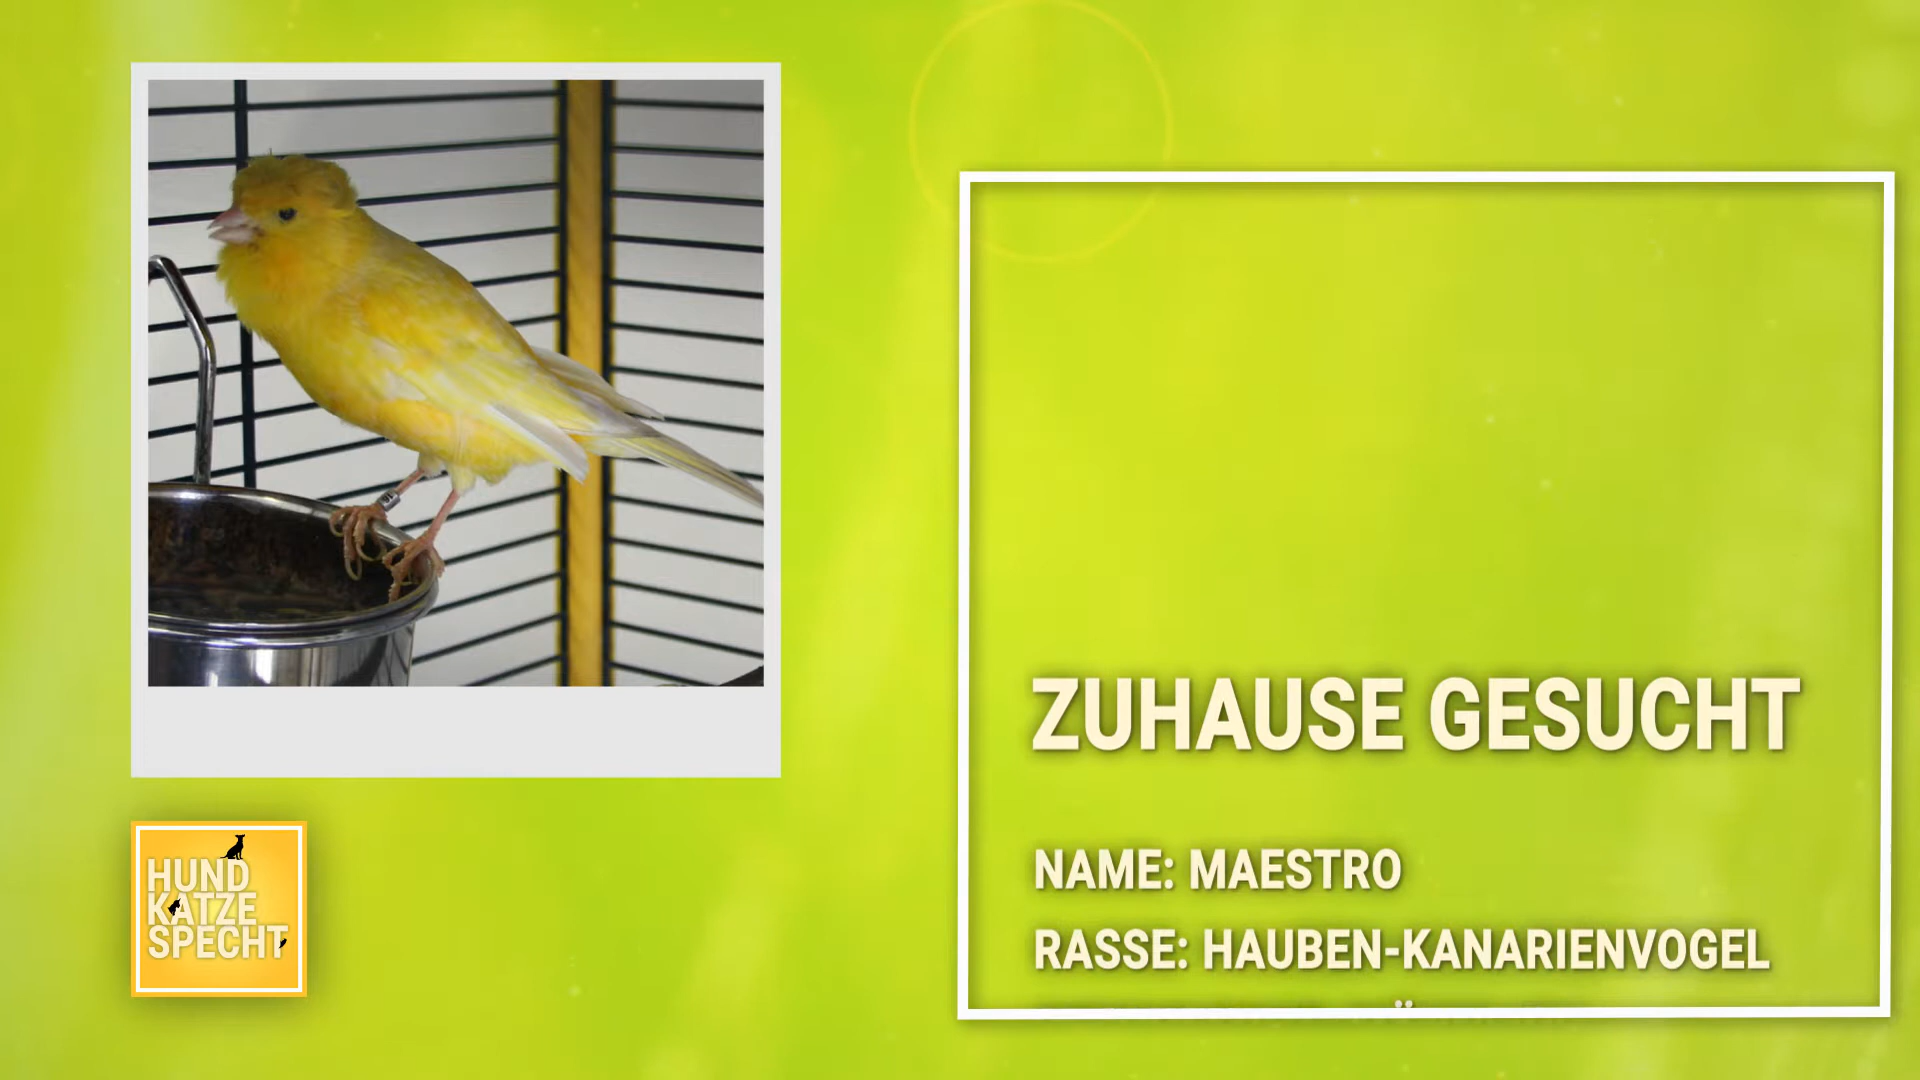 ZUHAUSE GESUCHT
NAME: MAESTRO
RASSE: HAUBEN-KANARIENVOGEL
HUND
KATZE
SPECHT